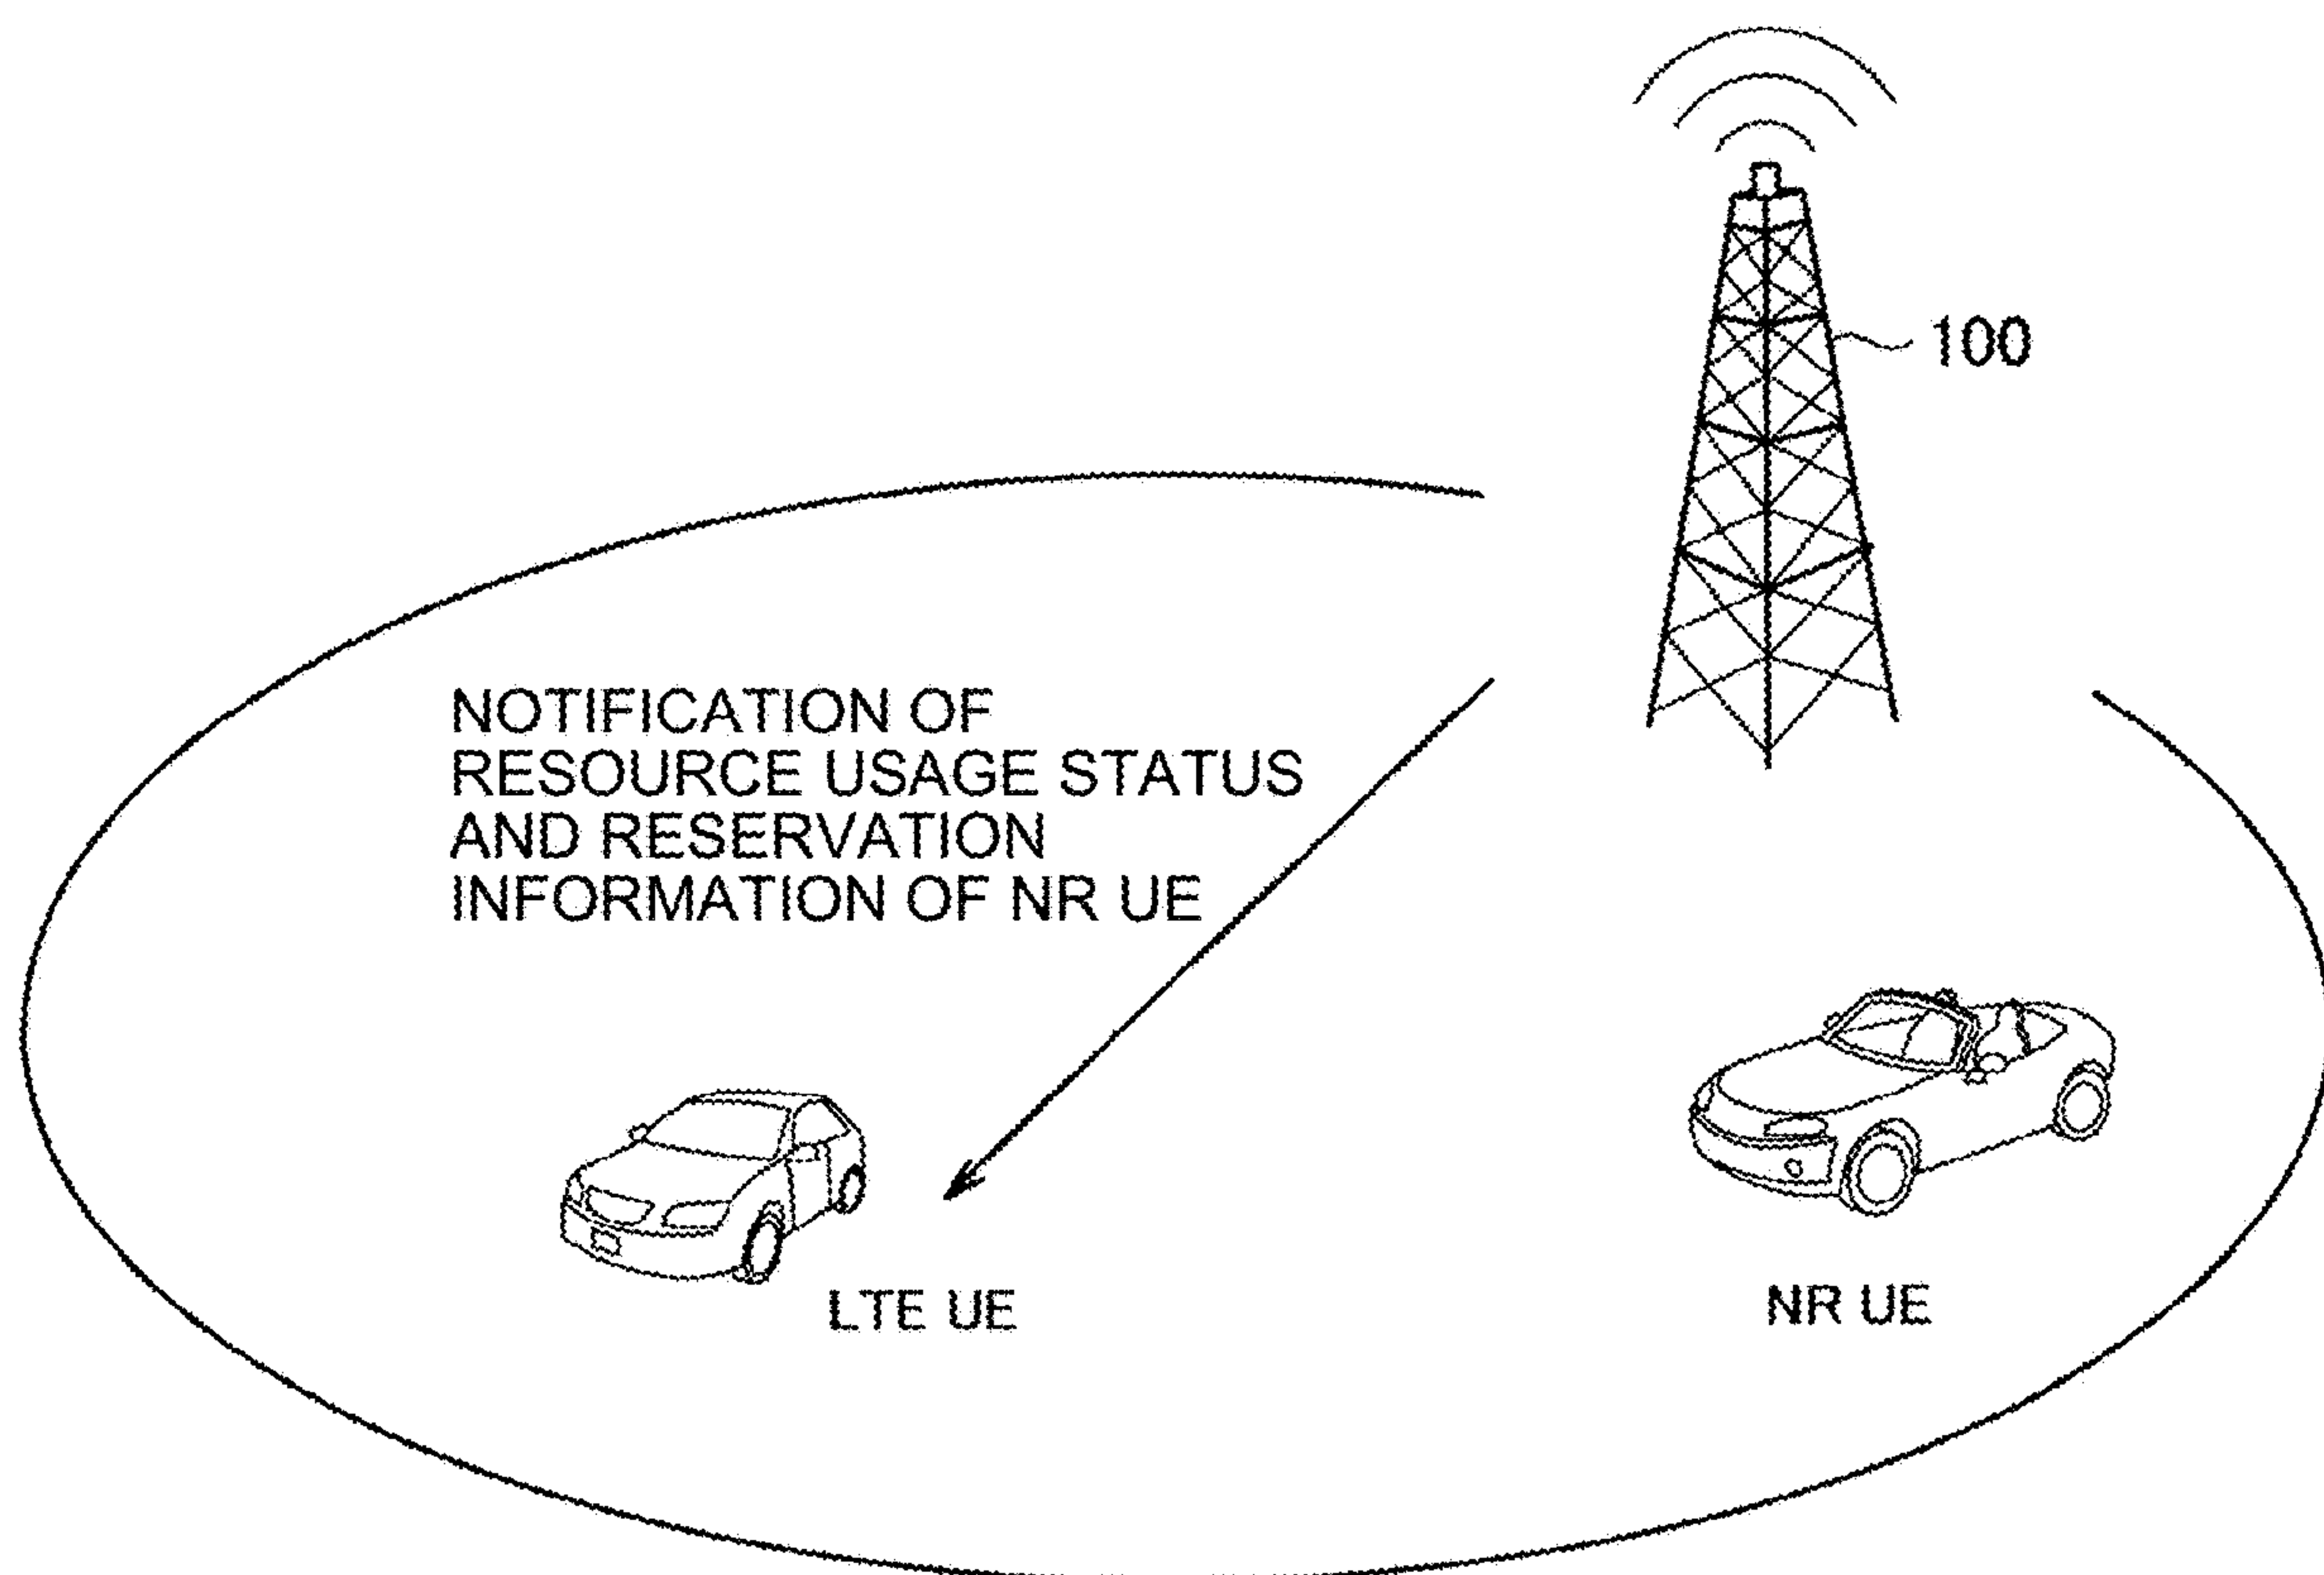 100
NOTIFICATION OF
RESOURCE USAGE STATUS
AND RESERVATION
INFORMATION OF NR UE
LTE UE
NR UE